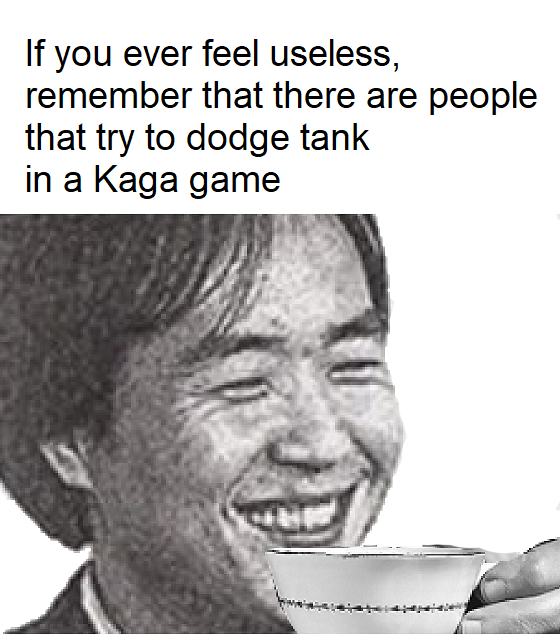 If you ever feel useless,
remember that there are people
that try to dodge tank
in a Kaga game